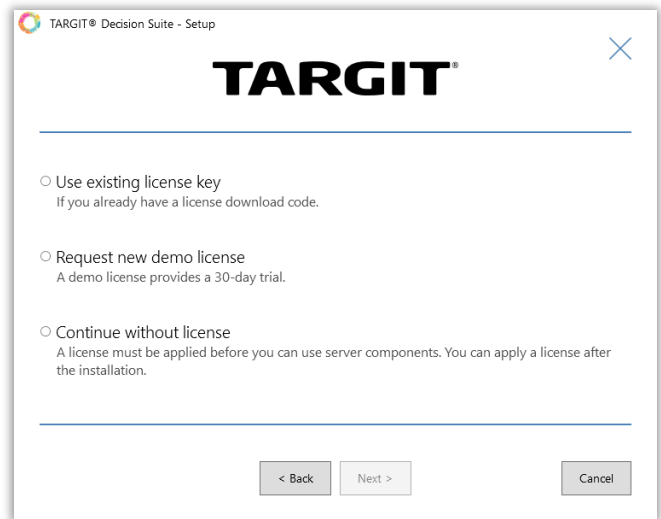 TARGIT® Decision Suite - Setup
TARGIT®
Use existing license key
If you already have a license download code.
Request new demo license
A demo license provides a 30-day trial.
Continue without license
A license must be applied before you can use server components. You can apply a license after
the installation.
< Back Next > Cancel